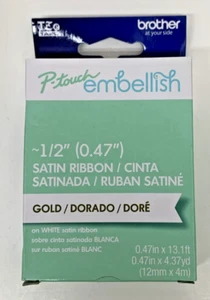 TZe
brother
at your side
P-touch
embellish
~1/2" (0.47")
SATIN RIBBON / CINTA
SATINADA / RUBAN SATINÉ
GOLD / DORADO / DORÉ
on WHITE satin ribbon
sobre cinta satinada BLANCA
sur ruban satiné BLANC
0.47in x 13.1ft
0.47in x 4.37yd
(12mm x 4m)